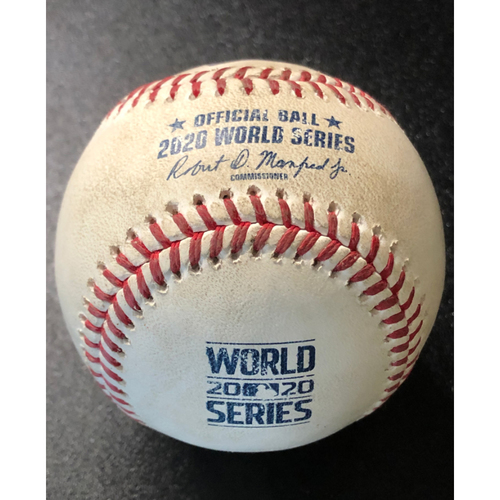 ★ OFFICIAL BALL ★
2020 WORLD SERIES
Robert D. Manfred Jr.
COMMISSIONER
WORLD
2020
SERIES